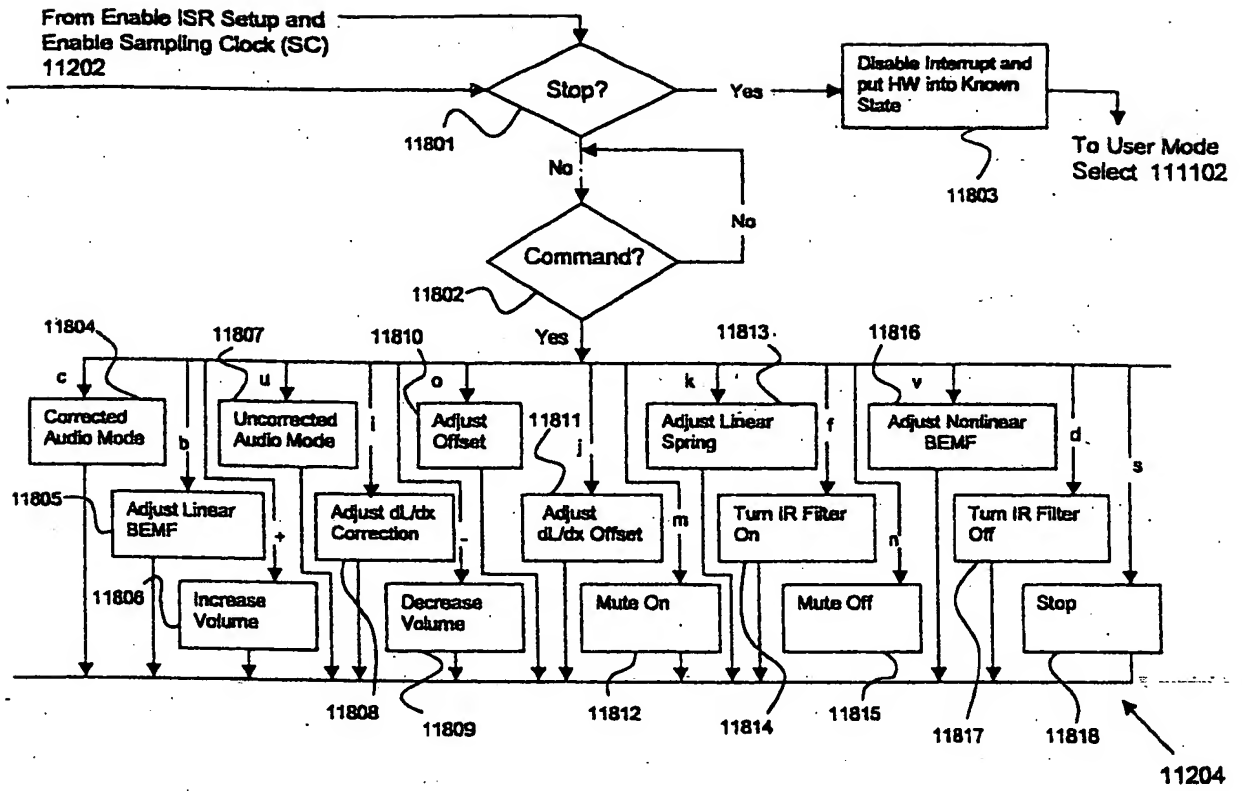 From Enable ISR Setup and
Enable Sampling Clock (SC)
11202
Stop?
Yes
Disable Interrupt and
put HW into Known
State
11801
11803
To User Mode
Select 111102
No
No
Command?
11802
Yes
11804
11807
11810
11813
11816
c
u
o
k
v
Corrected
Audio Mode
Uncorrected
Audio Mode
Adjust
Offset
Adjust Linear
Spring
Adjust Nonlinear
BEMF
b
i
11811
j
f
d
s
11805
Adjust Linear
BEMF
Adjust dL/dx
Correction
Adjust
dL/dx Offset
Turn IR Filter
On
Turn IR Filter
Off
+
-
m
n
11806
Increase
Volume
Decrease
Volume
Mute On
Mute Off
Stop
11808
11809
11812
11814
11815
11817
11818
11204